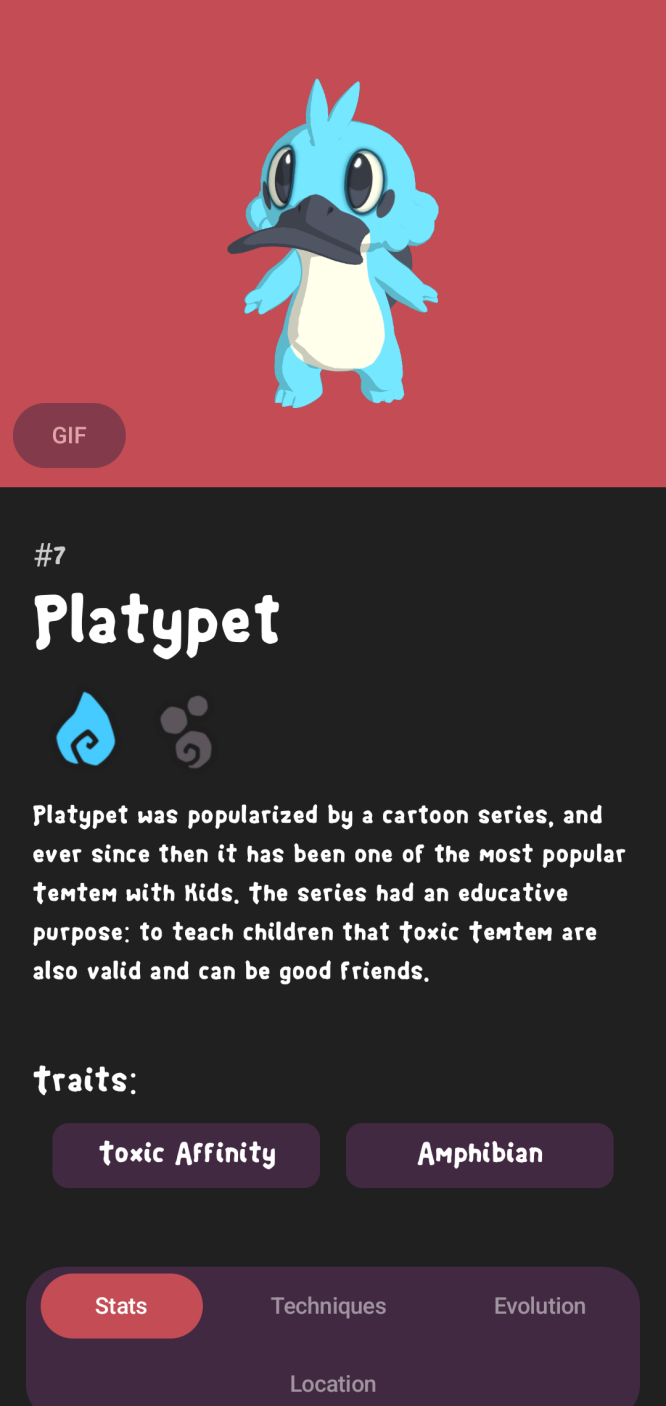 GIF
#7
Platypet
Platypet was popularized by a cartoon series, and
ever since then it has been one of the most popular
Temtem with Kids. The series had an educative
purpose: to teach children that Toxic Temtem are
also valid and can be good friends.
Traits:
Toxic Affinity
Amphibian
Stats
Techniques
Evolution
Location